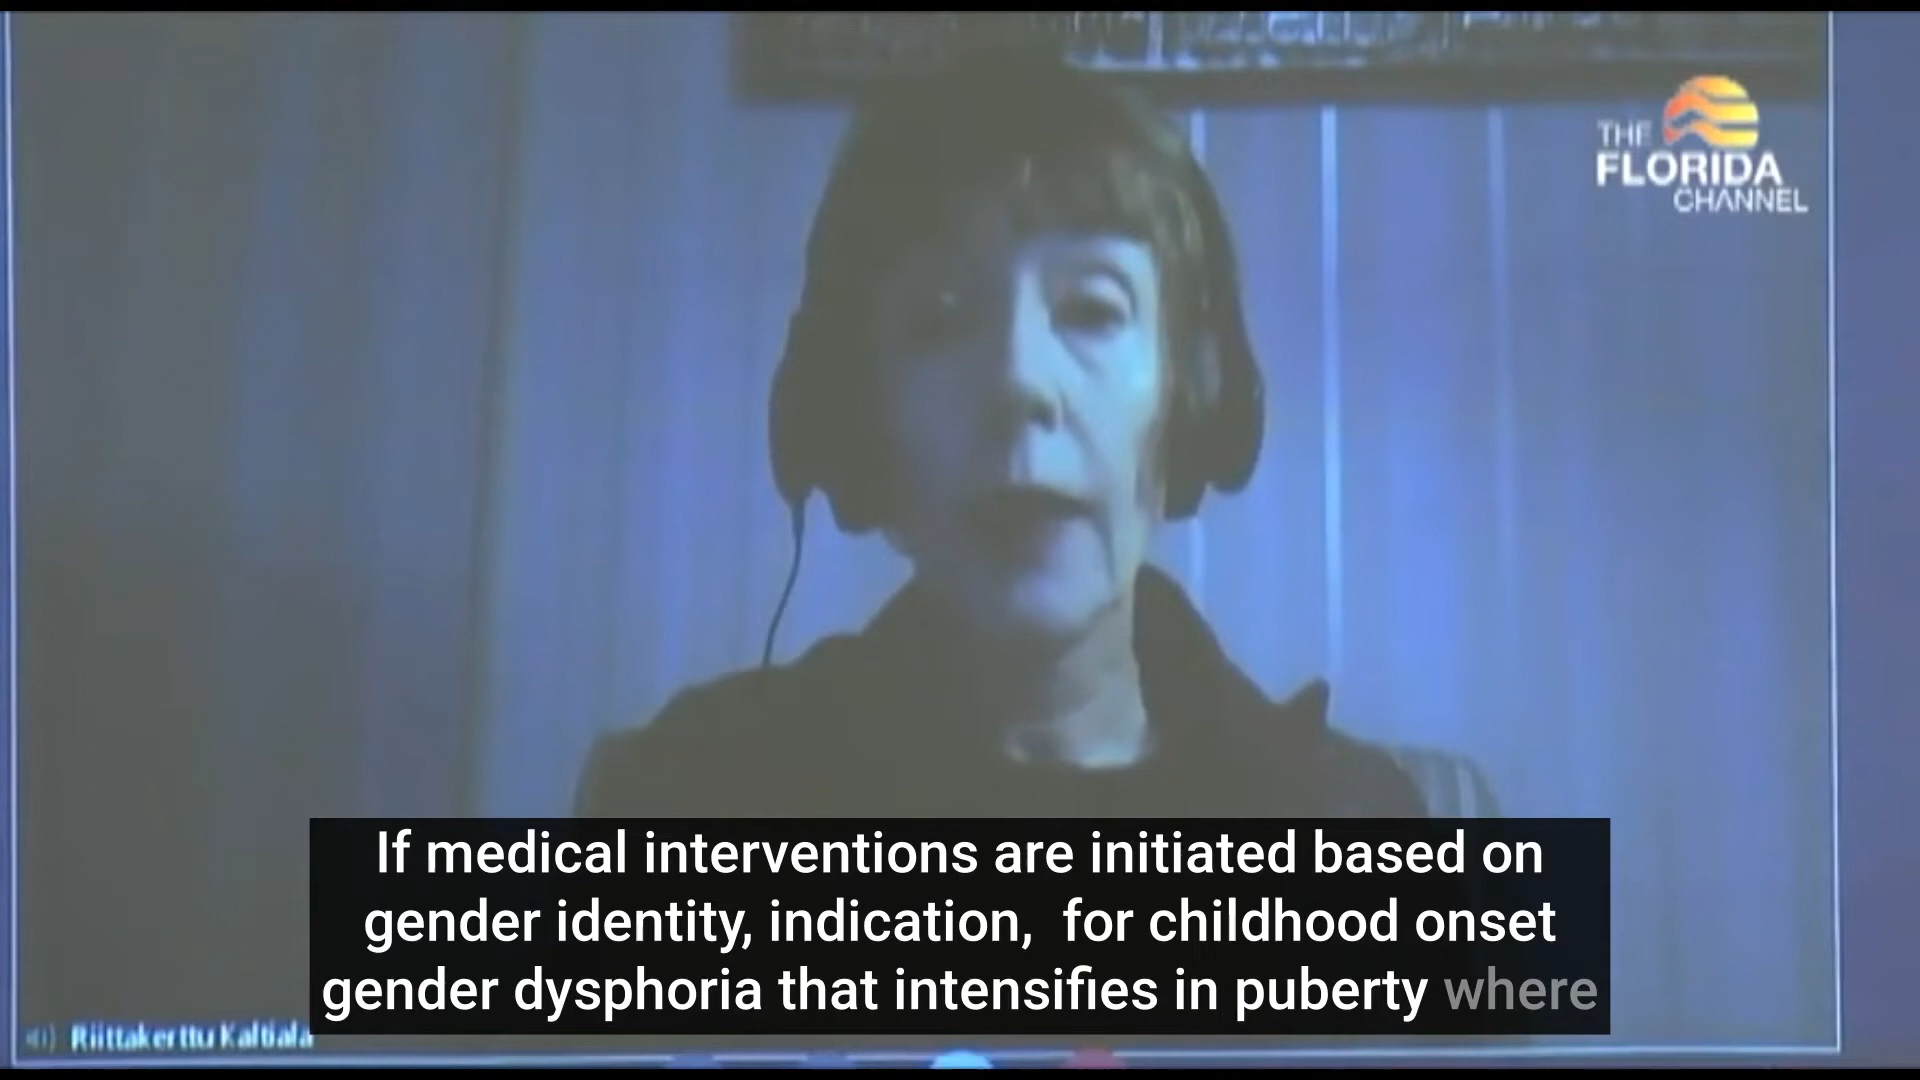 THE
FLORIDA
CHANNEL
If medical interventions are initiated based on
gender identity, indication,  for childhood onset
gender dysphoria that intensifies in puberty where
Riittakerttu Kaltiala